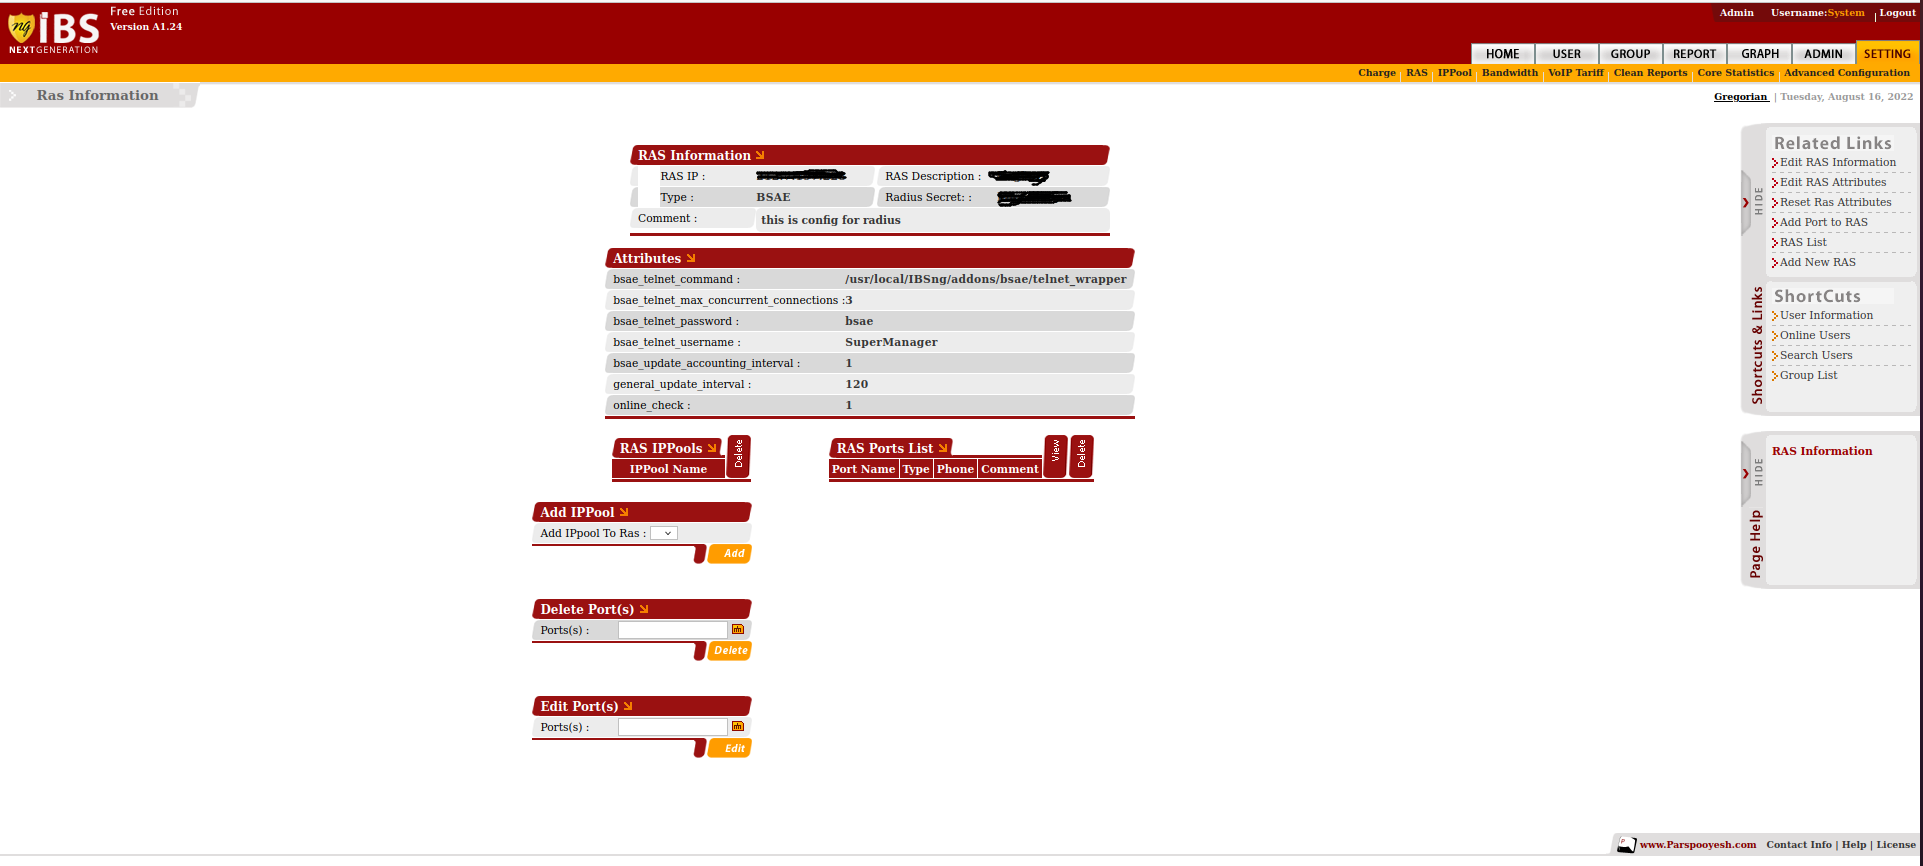 Free Edition
Version A1.24
ng IBS
NEXTGENERATION
Admin Username:System Logout
HOME USER GROUP REPORT GRAPH ADMIN SETTING
Charge RAS IPPool Bandwidth VoIP Tariff Clean Reports Core Statistics Advanced Configuration
Ras Information
Gregorian | Tuesday, August 16, 2022
RAS Information
RAS IP : RAS Description :
Type : BSAE Radius Secret: :
Comment : this is config for radius
Attributes
bsae_telnet_command : /usr/local/IBSng/addons/bsae/telnet_wrapper
bsae_telnet_max_concurrent_connections :3
bsae_telnet_password : bsae
bsae_telnet_username : SuperManager
bsae_update_accounting_interval : 1
general_update_interval : 120
online_check : 1
RAS IPPools Delete
IPPool Name
RAS Ports List View Delete
Port Name Type Phone Comment
Add IPPool
Add IPpool To Ras :
Add
Delete Port(s)
Ports(s) :
Delete
Edit Port(s)
Ports(s) :
Edit
HIDE
Shortcuts & Links
Related Links
Edit RAS Information
Edit RAS Attributes
Reset Ras Attributes
Add Port to RAS
RAS List
Add New RAS
ShortCuts
User Information
Online Users
Search Users
Group List
HIDE
Page Help
RAS Information
www.Parspooyesh.com Contact Info | Help | License